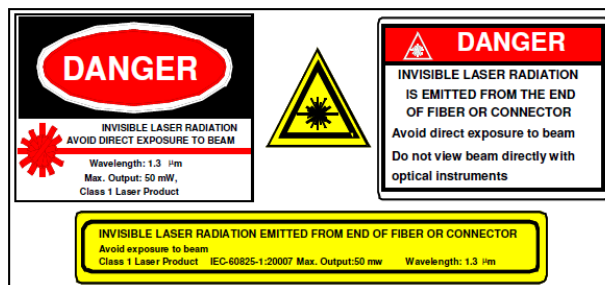 DANGER
INVISIBLE LASER RADIATION
AVOID DIRECT EXPOSURE TO BEAM
Wavelength: 1.3 μm
Max. Output: 50 mW,
Class 1 Laser Product
DANGER
INVISIBLE LASER RADIATION
IS EMITTED FROM THE END
OF FIBER OR CONNECTOR
Avoid direct exposure to beam
Do not view beam directly with
optical instruments
INVISIBLE LASER RADIATION EMITTED FROM END OF FIBER OR CONNECTOR
Avoid exposure to beam
Class 1 Laser Product IEC-60825-1:20007 Max. Output:50 mw Wavelength: 1.3 μm